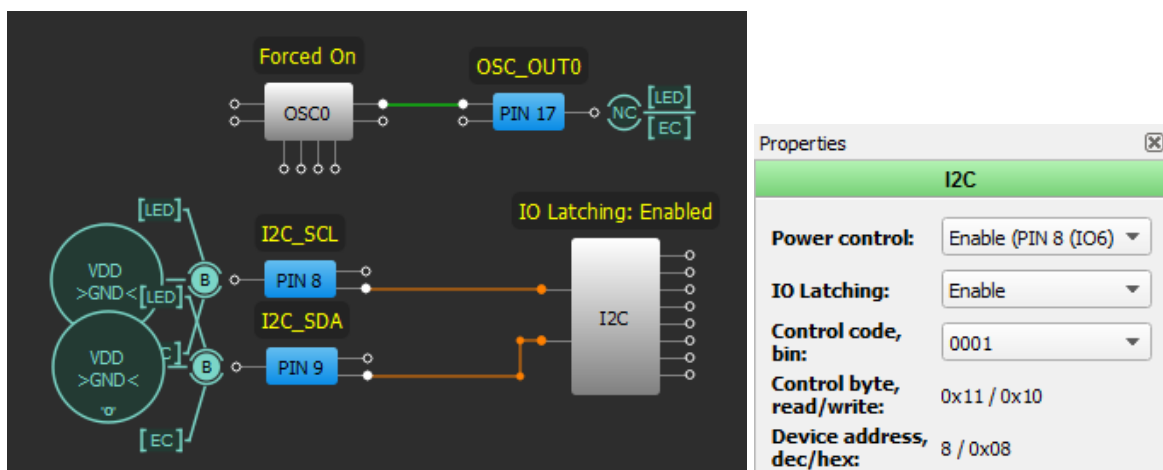 Forced On
OSC_OUT0
OSC0
PIN 17
NC
[LED]
[EC]
[LED]
I2C_SCL
IO Latching: Enabled
VDD
>GND<
B
PIN 8
[LED]
I2C_SDA
I2C
VDD
>GND<
"0"
B
PIN 9
[EC]
Properties
I2C
Power control:
Enable (PIN 8 (IO6)
IO Latching:
Enable
Control code,
bin:
0001
Control byte,
read/write:
0x11 / 0x10
Device address,
dec/hex:
8 / 0x08